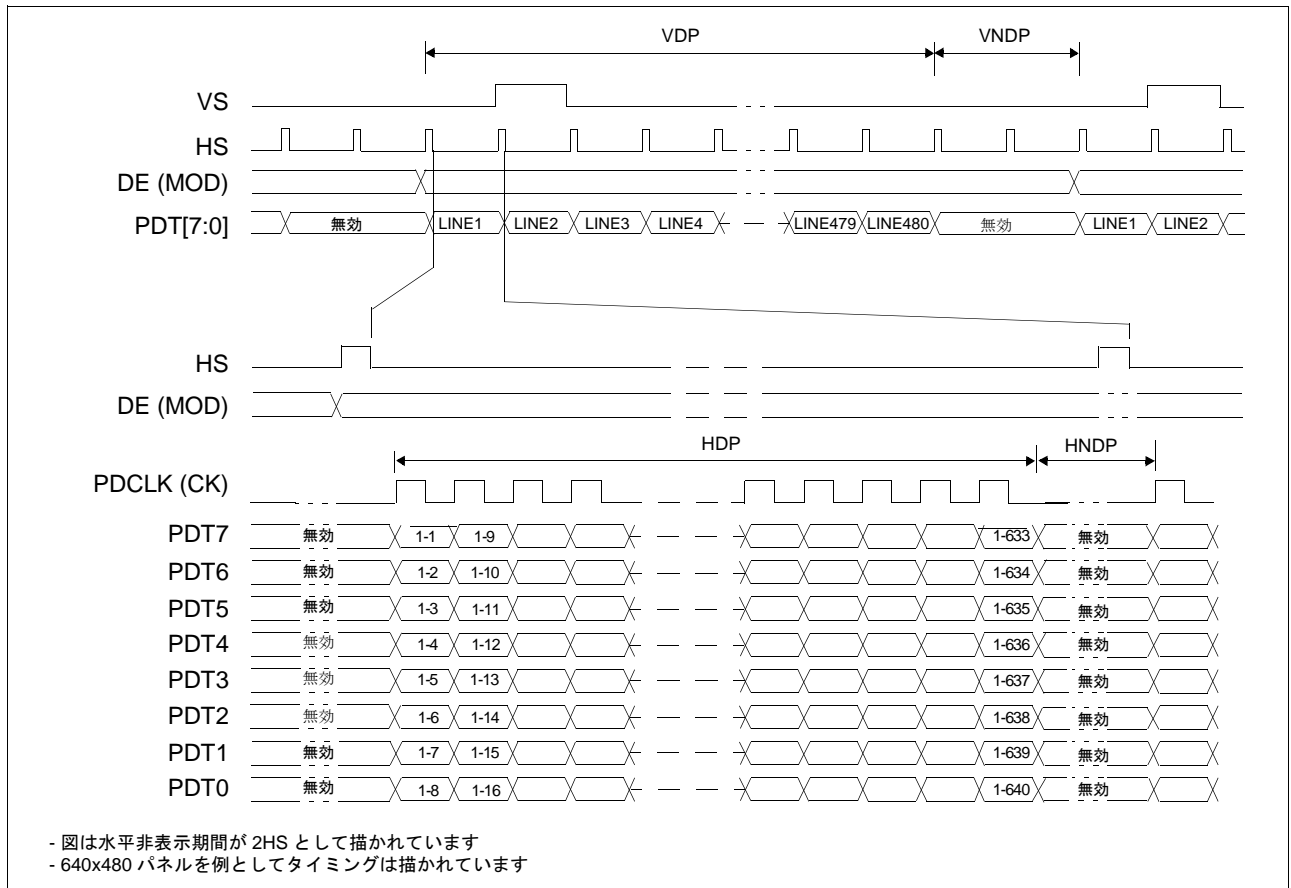 VDP VNDP
VS
HS
DE (MOD)
PDT[7:0] 無効 LINE1 LINE2 LINE3 LINE4 LINE479 LINE480 無効 LINE1 LINE2
HS
DE (MOD)
HDP HNDP
PDCLK (CK)
PDT7 無効 1-1 1-9 1-633 無効
PDT6 無効 1-2 1-10 1-634 無効
PDT5 無効 1-3 1-11 1-635 無効
PDT4 無効 1-4 1-12 1-636 無効
PDT3 無効 1-5 1-13 1-637 無効
PDT2 無効 1-6 1-14 1-638 無効
PDT1 無効 1-7 1-15 1-639 無効
PDT0 無効 1-8 1-16 1-640 無効
- 図は水平非表示期間が 2HS として描かれています
- 640x480 パネルを例としてタイミングは描かれています